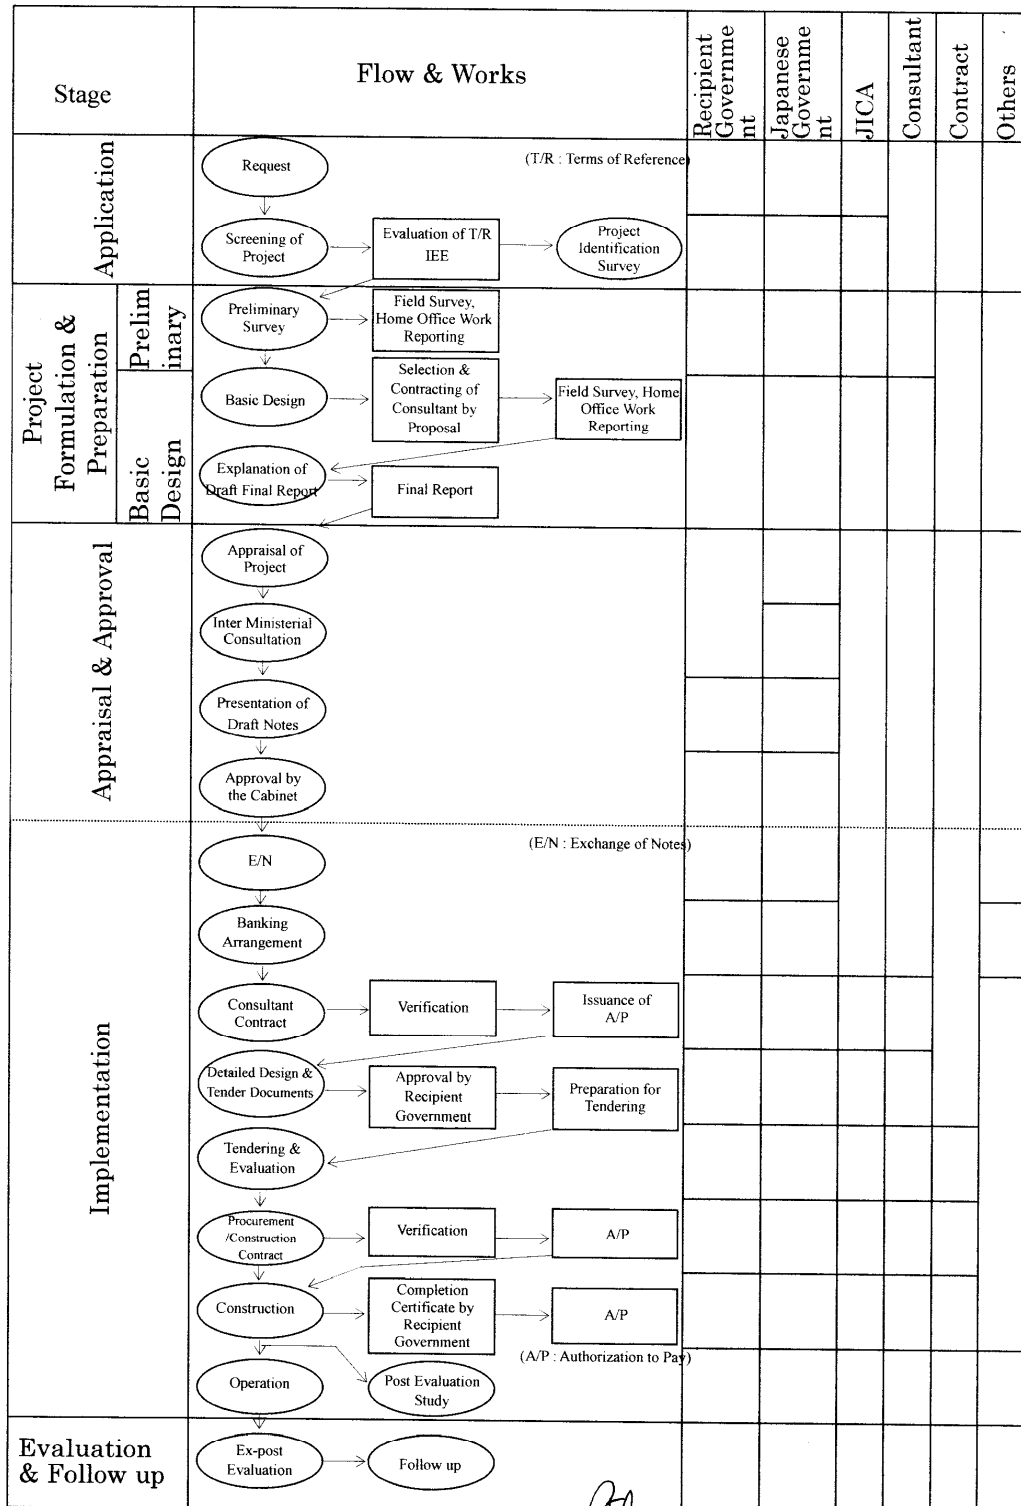 Stage
Flow & Works
Recipient
Governme
nt
Japanese
Governme
nt
JICA
Consultant
Contract
Others
Application
Request
(T/R : Terms of Reference)
Screening of
Project
Evaluation of T/R
IEE
Project
Identification
Survey
Project
Formulation &
Preparation
Prelim
inary
Preliminary
Survey
Field Survey,
Home Office Work
Reporting
Basic
Design
Basic Design
Selection &
Contracting of
Consultant by
Proposal
Field Survey, Home
Office Work
Reporting
Explanation of
Draft Final Report
Final Report
Appraisal & Approval
Appraisal of
Project
Inter Ministerial
Consultation
Presentation of
Draft Notes
Approval by
the Cabinet
Implementation
E/N
(E/N : Exchange of Notes)
Banking
Arrangement
Consultant
Contract
Verification
Issuance of
A/P
Detailed Design &
Tender Documents
Approval by
Recipient
Government
Preparation for
Tendering
Tendering &
Evaluation
Procurement
/Construction
Contract
Verification
A/P
Construction
Completion
Certificate by
Recipient
Government
A/P
(A/P : Authorization to Pay)
Operation
Post Evaluation
Study
Evaluation
& Follow up
Ex-post
Evaluation
Follow up